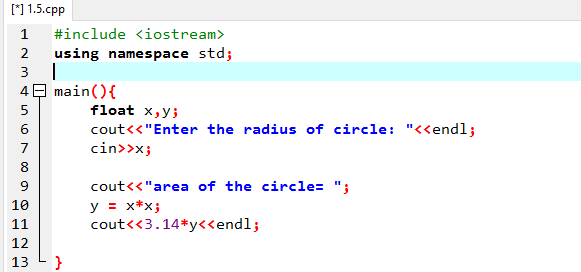 [*] 1.5.cpp
1 #include <iostream>
2 using namespace std;
3
4 main(){
5 float x,y;
6 cout<<"Enter the radius of circle: "<<endl;
7 cin>>x;
8
9 cout<<"area of the circle= ";
10 y = x*x;
11 cout<<3.14*y<<endl;
12
13 }